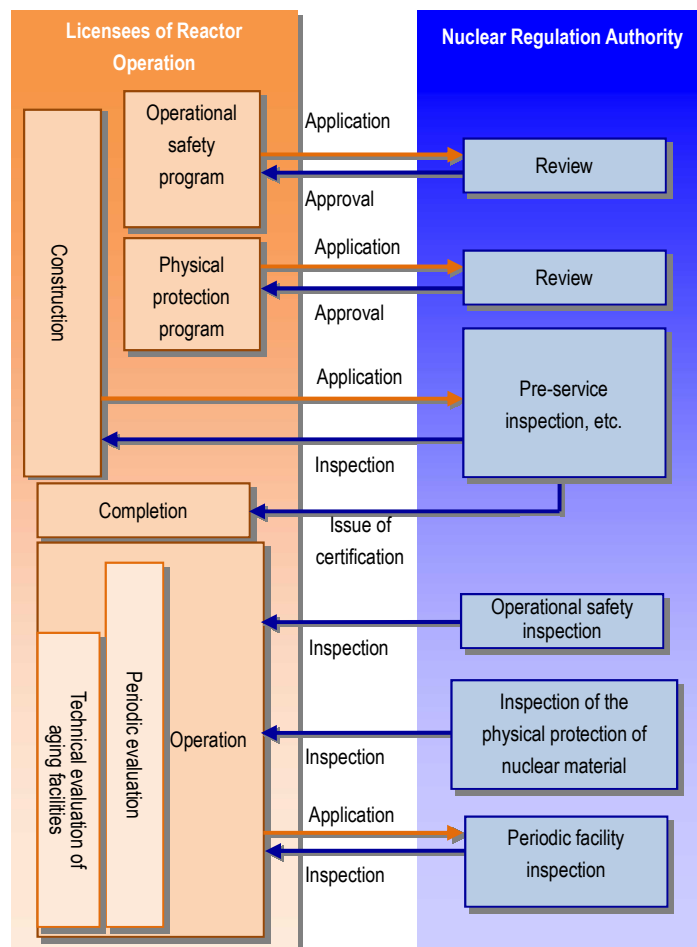 Licensees of Reactor
Operation
Nuclear Regulation Authority
Construction
Operational
safety
program
Application
Approval
Review
Physical
protection
program
Application
Approval
Review
Application
Inspection
Pre-service
inspection, etc.
Completion
Issue of
certification
Technical evaluation of
aging facilities
Periodic evaluation
Operation
Inspection
Operational safety
inspection
Inspection
Inspection of the
physical protection of
nuclear material
Application
Inspection
Periodic facility
inspection